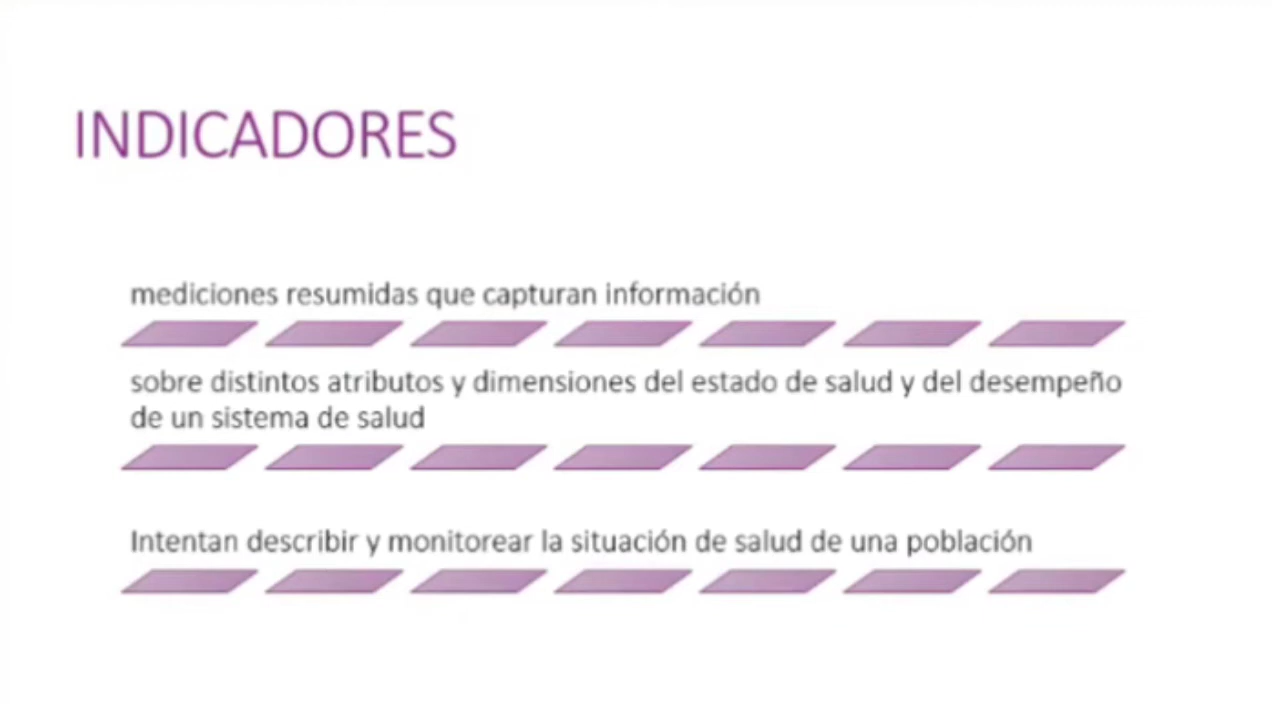 INDICADORES
mediciones resumidas que capturan información
sobre distintos atributos y dimensiones del estado de salud y del desempeño
de un sistema de salud
Intentan describir y monitorear la situación de salud de una población